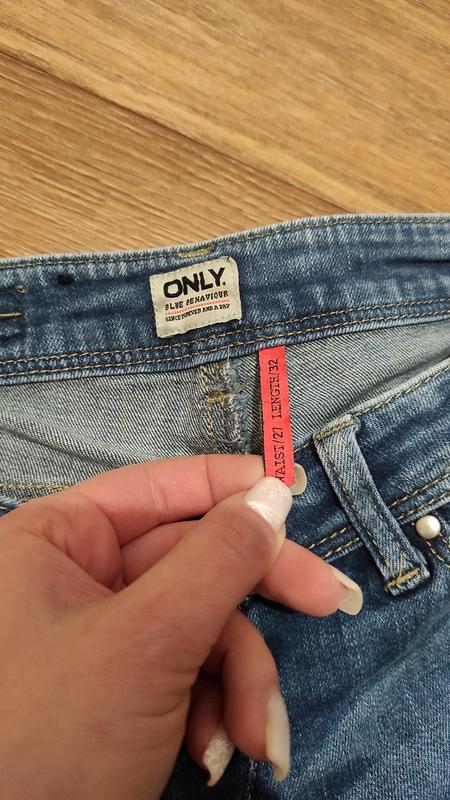 ONLY.
BLUE BEHAVIOUR
SINCE FOREVER AND A DAY
WAIST/27 LENGTH/32